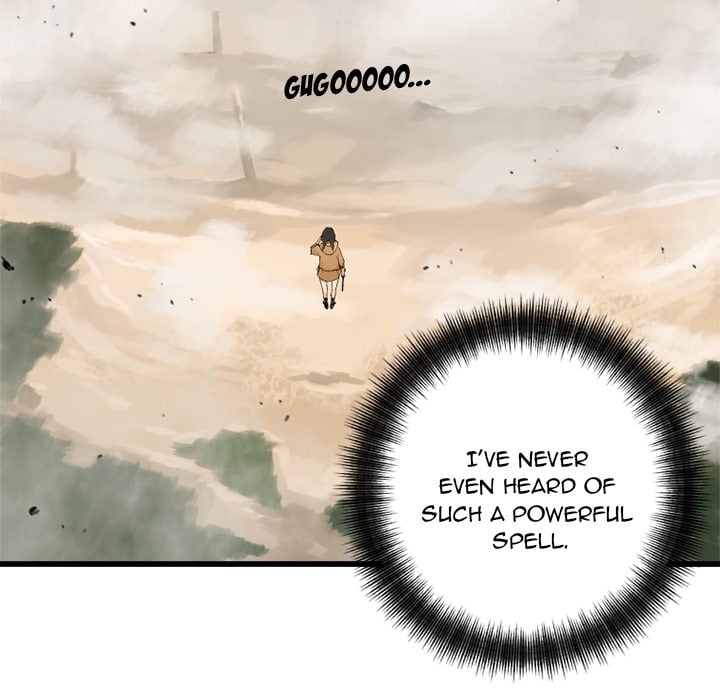 GUGOOOOO...
I'VE NEVER
EVEN HEARD OF
SUCH A POWERFUL
SPELL.